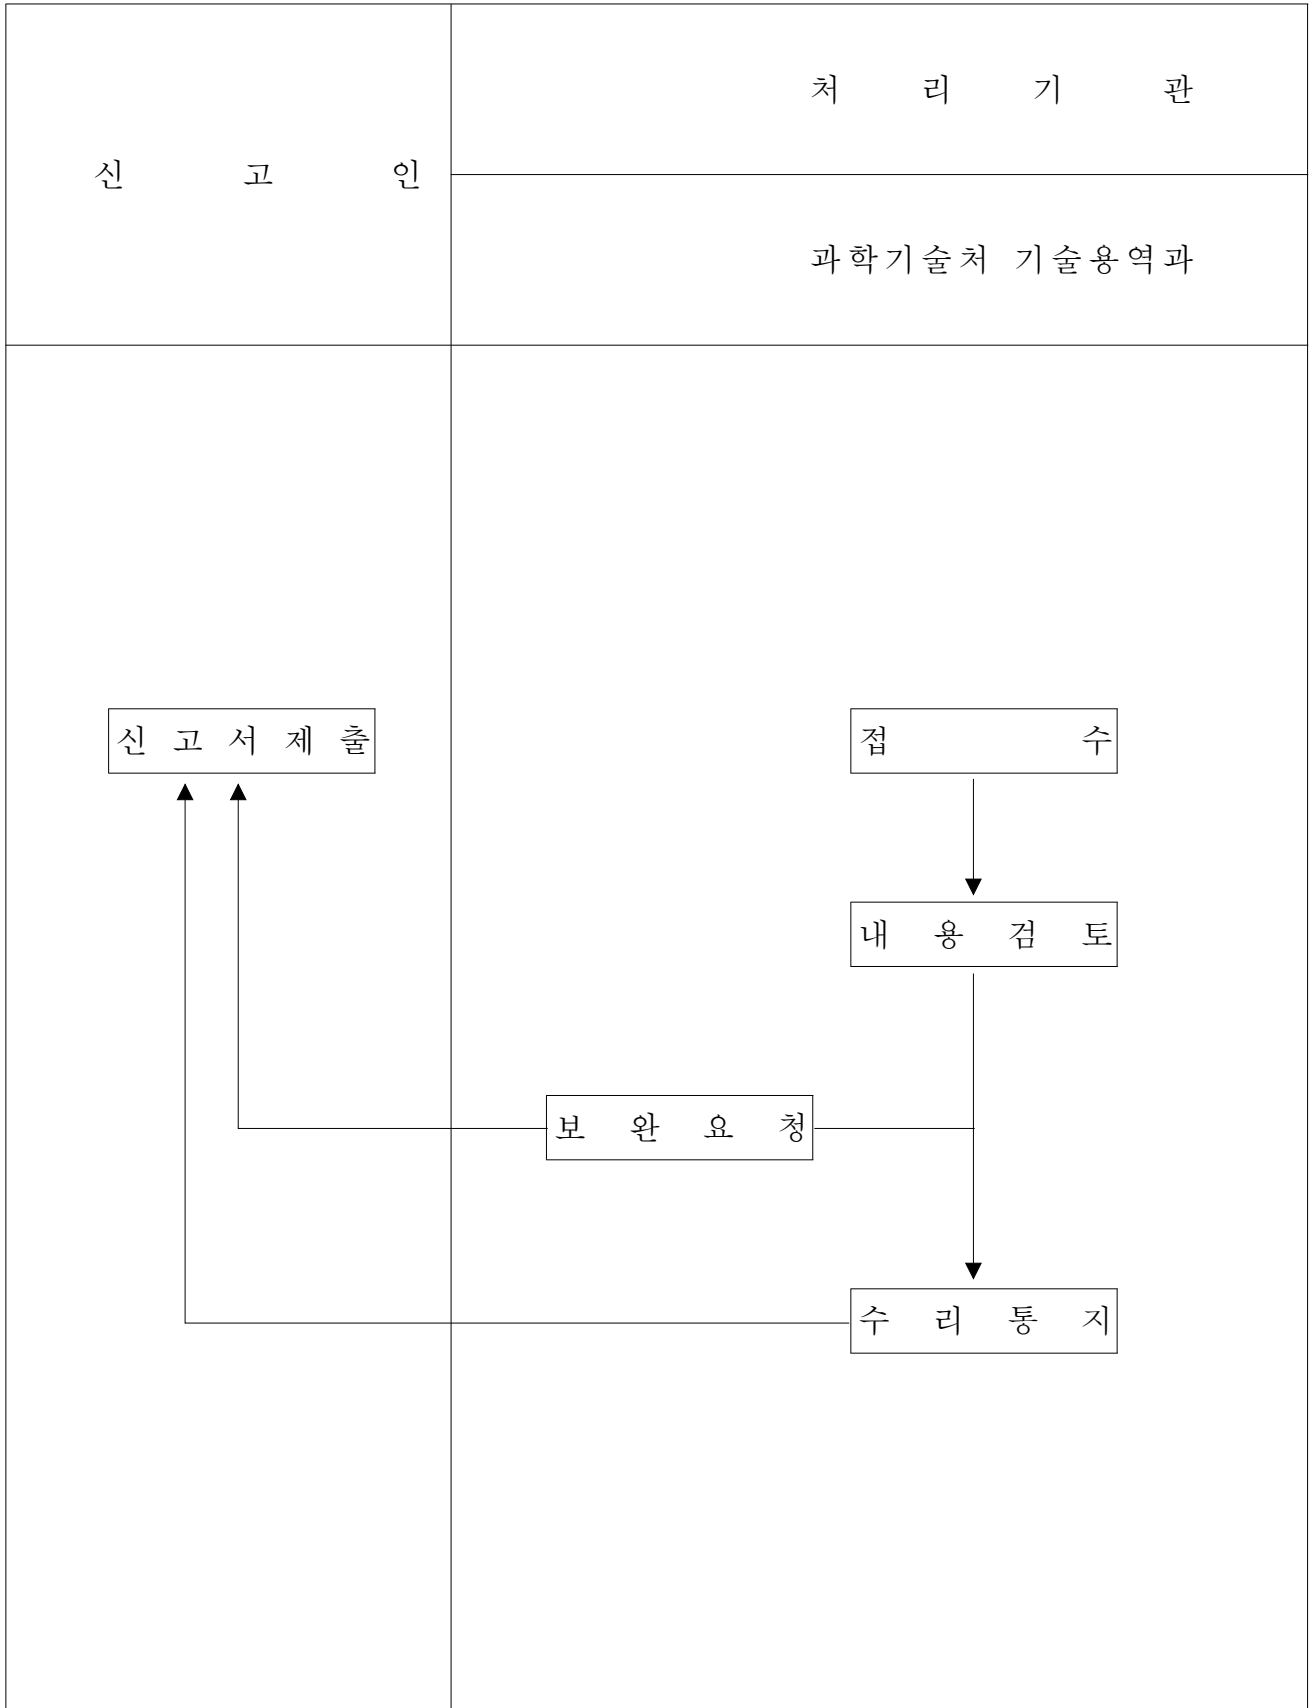 처 리 기 관
신 고 인
과학기술처 기술용역과
신 고 서 제 출
접 수
내 용 검 토
보 완 요 청
수 리 통 지